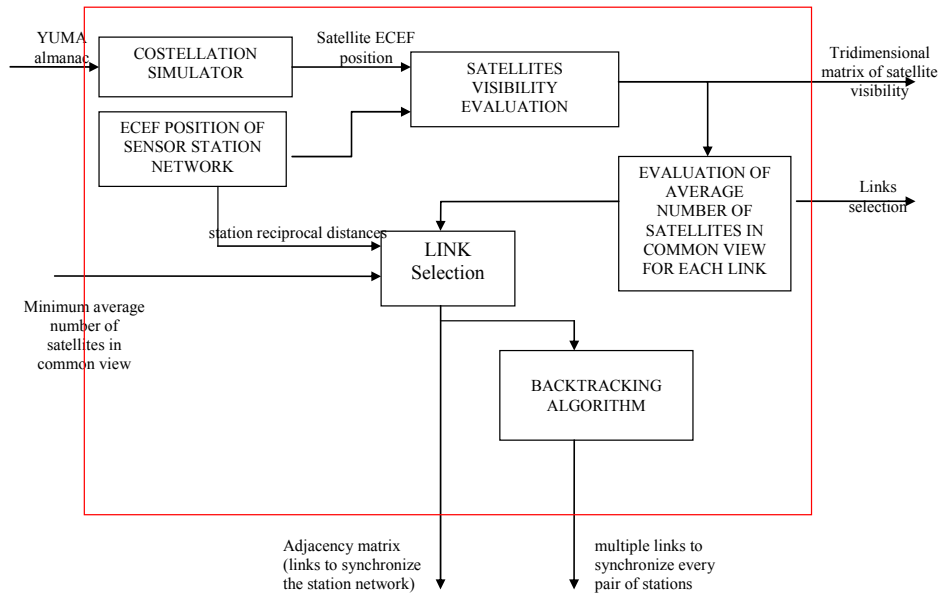 YUMA
almanac
COSTELLATION
SIMULATOR
Satellite ECEF
position
SATELLITES
VISIBILITY
EVALUATION
Tridimensional
matrix of satellite
visibility
ECEF POSITION OF
SENSOR STATION
NETWORK
EVALUATION OF
AVERAGE
NUMBER OF
SATELLITES IN
COMMON VIEW
FOR EACH LINK
Links
selection
station reciprocal distances
LINK
Selection
Minimum average
number of
satellites in
common view
BACKTRACKING
ALGORITHM
Adjacency matrix
(links to synchronize
the station network)
multiple links to
synchronize every
pair of stations